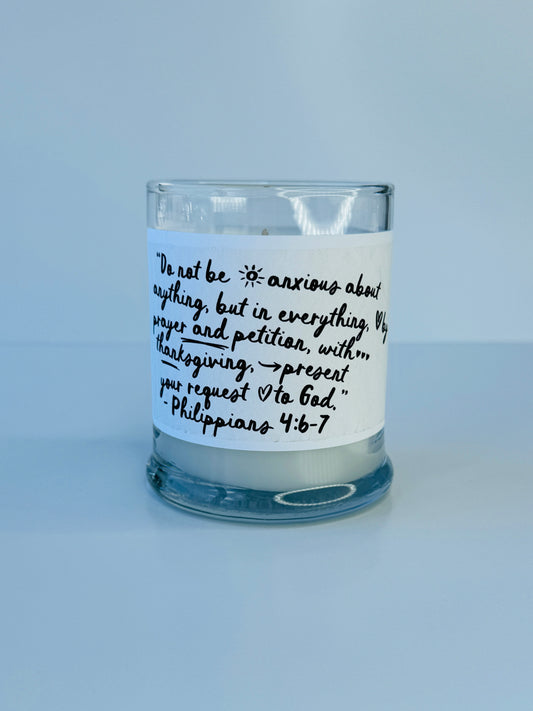 "Do not be anxious about
anything, but in everything, by
prayer and petition, with...
thanksgiving, →present
your request ♡to God."
- Philippians 4:6-7